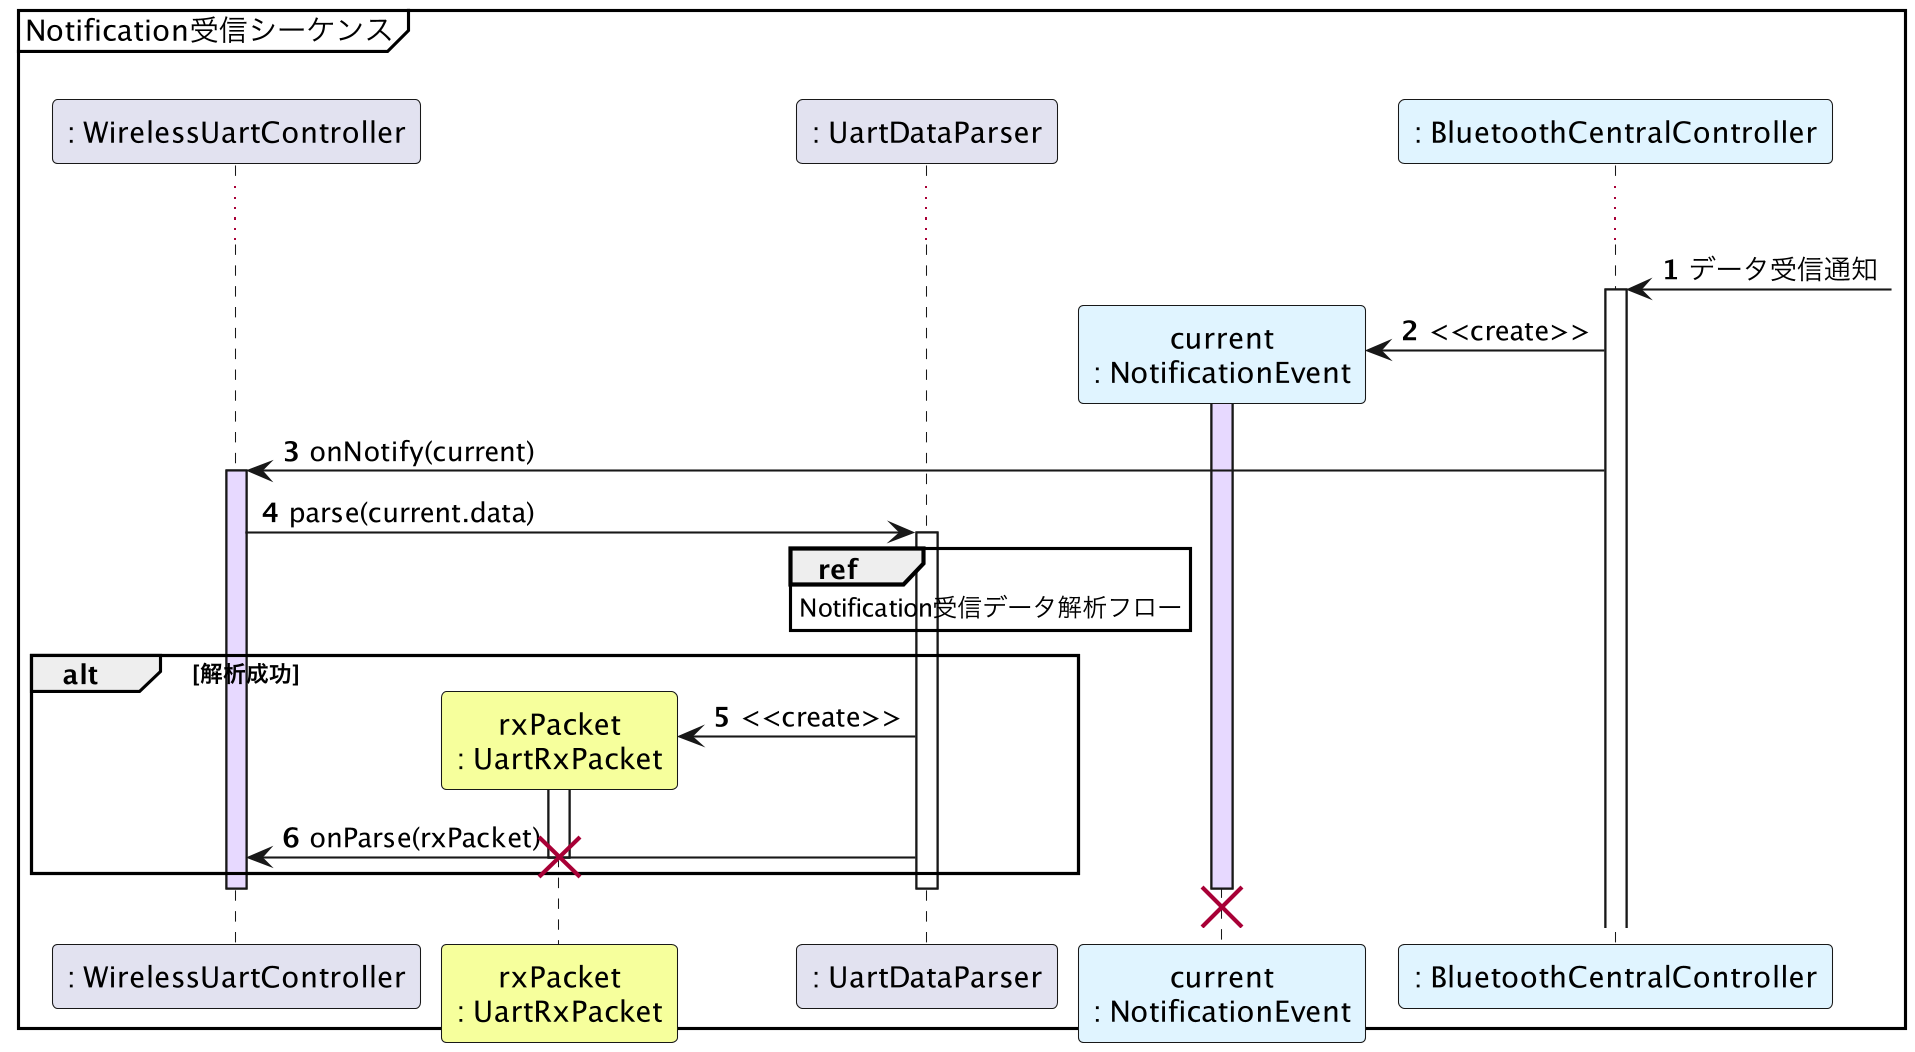 Notification受信シーケンス
: WirelessUartController
: UartDataParser
: BluetoothCentralController
1 データ受信通知
2 <<create>>
current
: NotificationEvent
3 onNotify(current)
4 parse(current.data)
ref
Notification受信データ解析フロー
alt [解析成功]
5 <<create>>
rxPacket
: UartRxPacket
6 onParse(rxPacket)
: WirelessUartController
rxPacket
: UartRxPacket
: UartDataParser
current
: NotificationEvent
: BluetoothCentralController